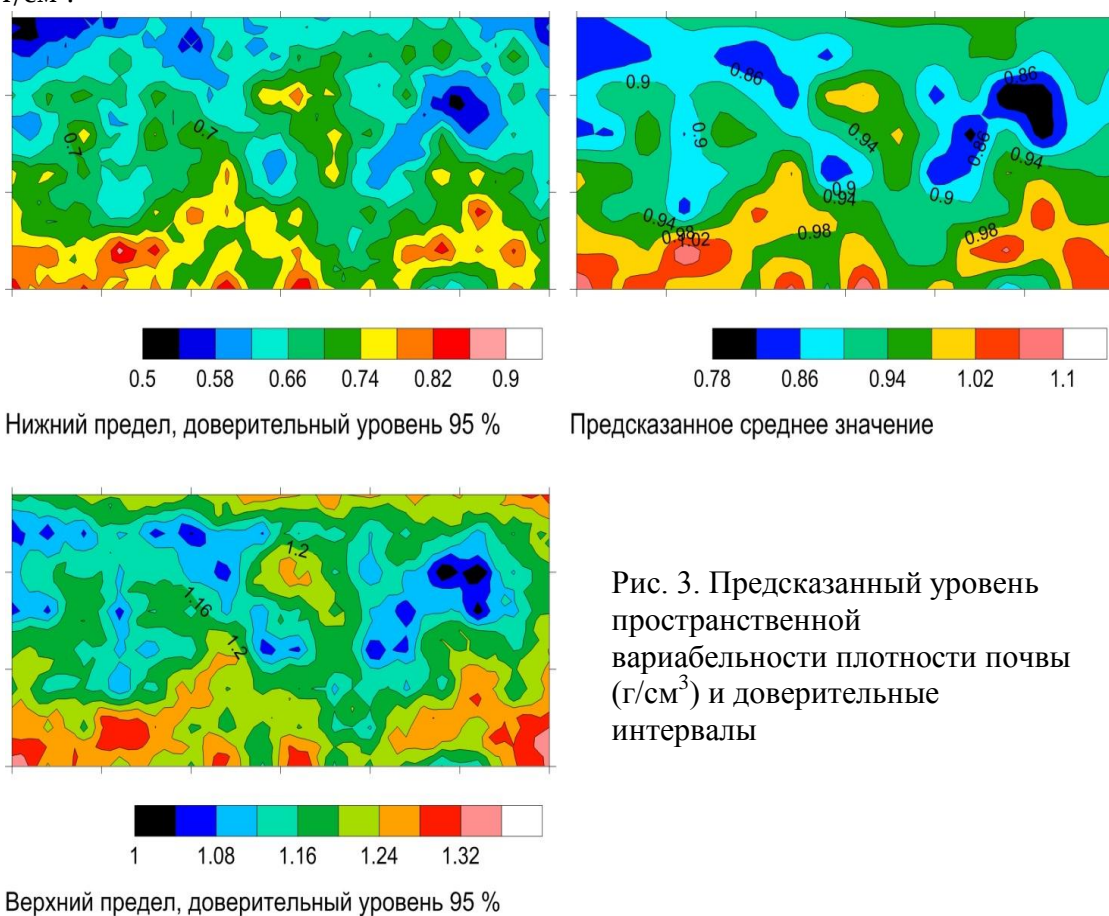 г/см³.
0.7
0.7
0.9
0.86
0.86
0.9
0.94
0.86
0.94
0.9
0.94
0.9
0.94
0.98
1.02
0.98
0.98
0.5 0.58 0.66 0.74 0.82 0.9
0.78 0.86 0.94 1.02 1.1
Нижний предел, доверительный уровень 95 %
Предсказанное среднее значение
1.2
1.16
1.2
1 1.08 1.16 1.24 1.32
Верхний предел, доверительный уровень 95 %
Рис. 3. Предсказанный уровень
пространственной
вариабельности плотности почвы
(г/см³) и доверительные
интервалы